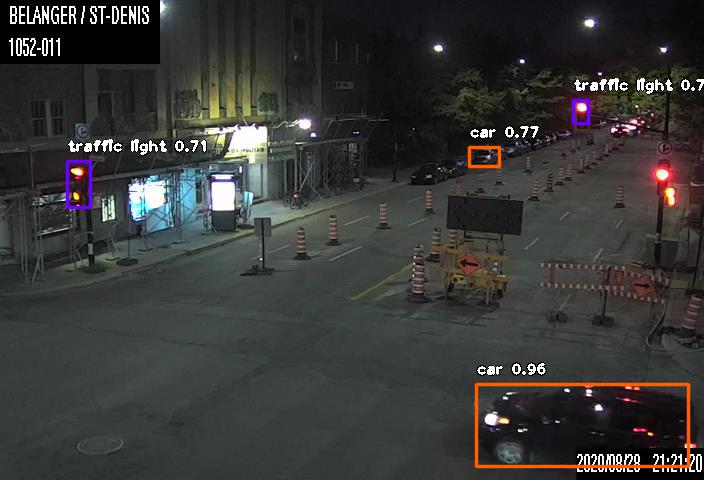 BELANGER / ST-DENIS
1052-011
traffic light 0.7
car 0.77
traffic light 0.71
car 0.96
2020/08/28 21:21:20